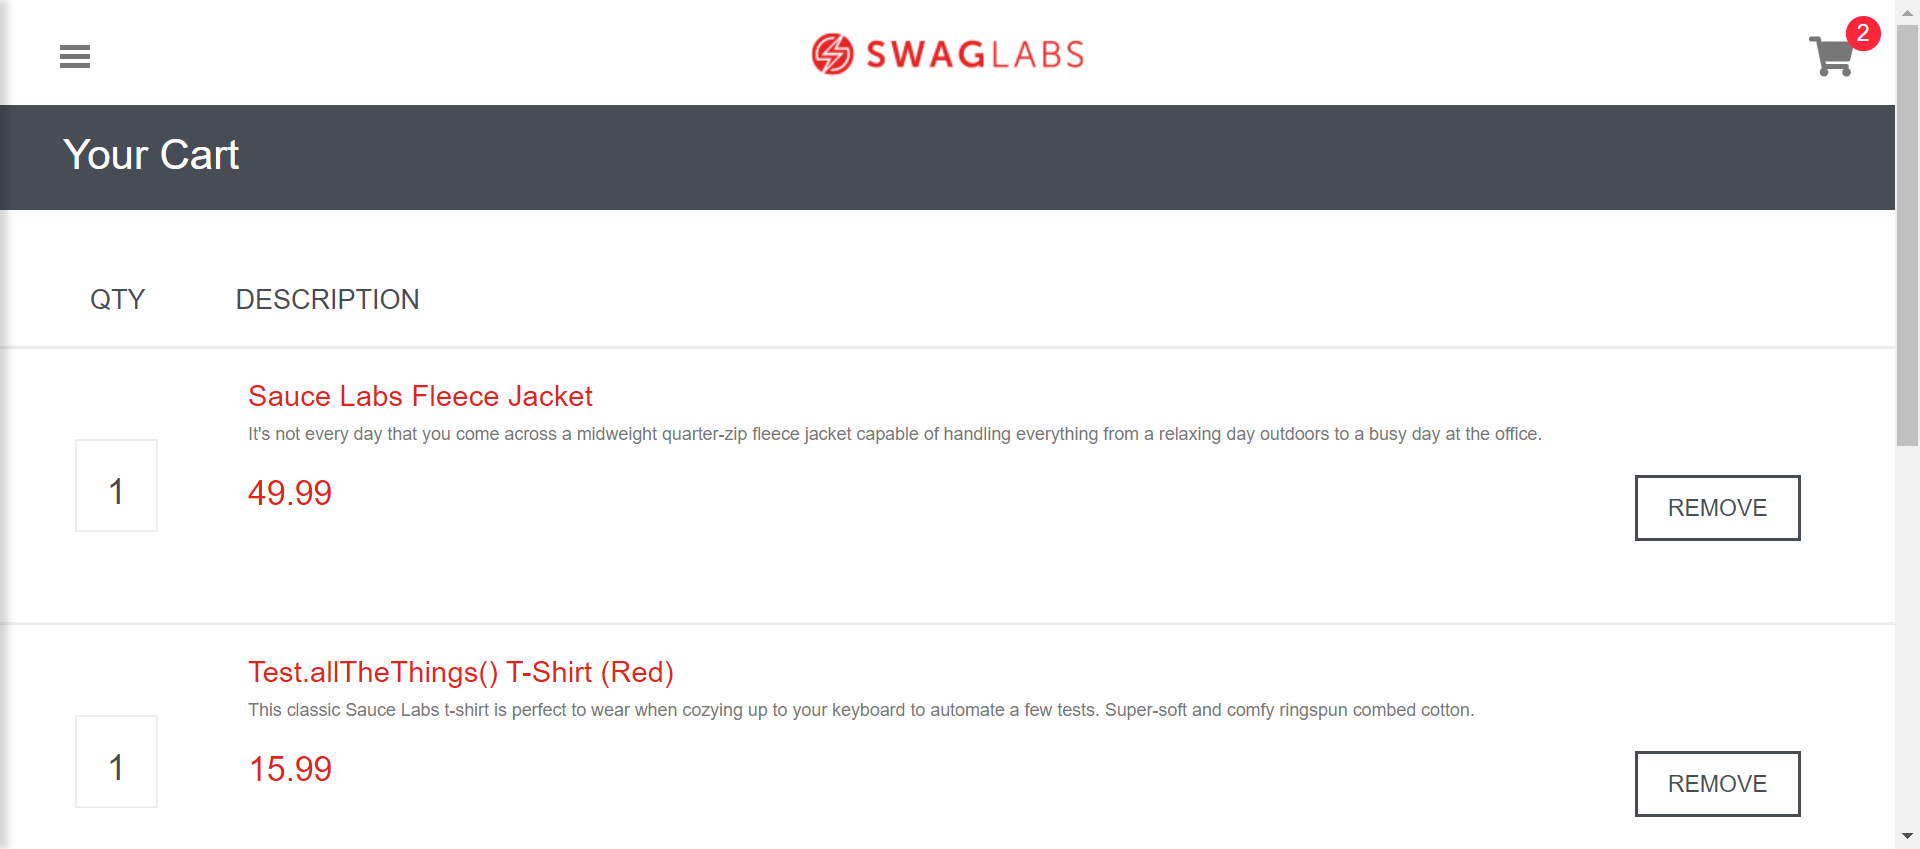 SWAGLABS
2
Your Cart
QTY DESCRIPTION
Sauce Labs Fleece Jacket
It's not every day that you come across a midweight quarter-zip fleece jacket capable of handling everything from a relaxing day outdoors to a busy day at the office.
1
49.99
REMOVE
Test.allTheThings() T-Shirt (Red)
This classic Sauce Labs t-shirt is perfect to wear when cozying up to your keyboard to automate a few tests. Super-soft and comfy ringspun combed cotton.
1
15.99
REMOVE